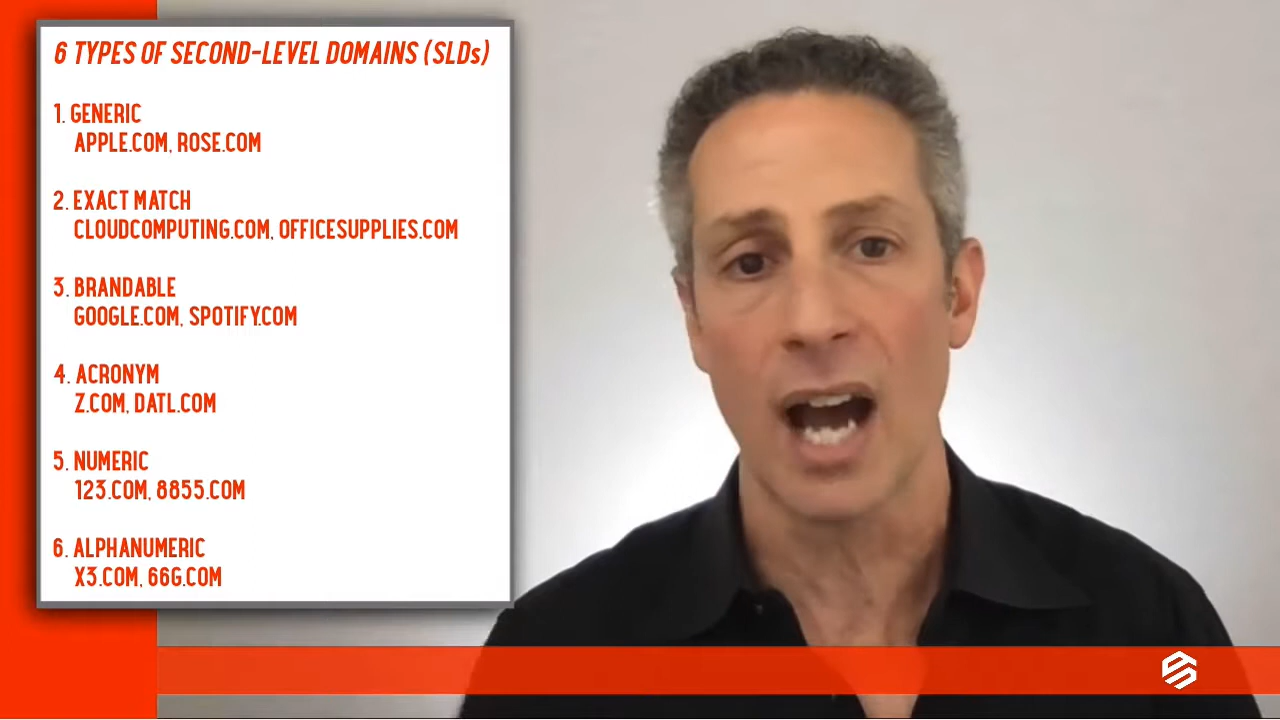 6 TYPES OF SECOND-LEVEL DOMAINS (SLDs)
1. GENERIC
APPLE.COM, ROSE.COM
2. EXACT MATCH
CLOUDCOMPUTING.COM, OFFICESUPPLIES.COM
3. BRANDABLE
GOOGLE.COM, SPOTIFY.COM
4. ACRONYM
Z.COM, DATL.COM
5. NUMERIC
123.COM, 8855.COM
6. ALPHANUMERIC
X3.COM, 66G.COM